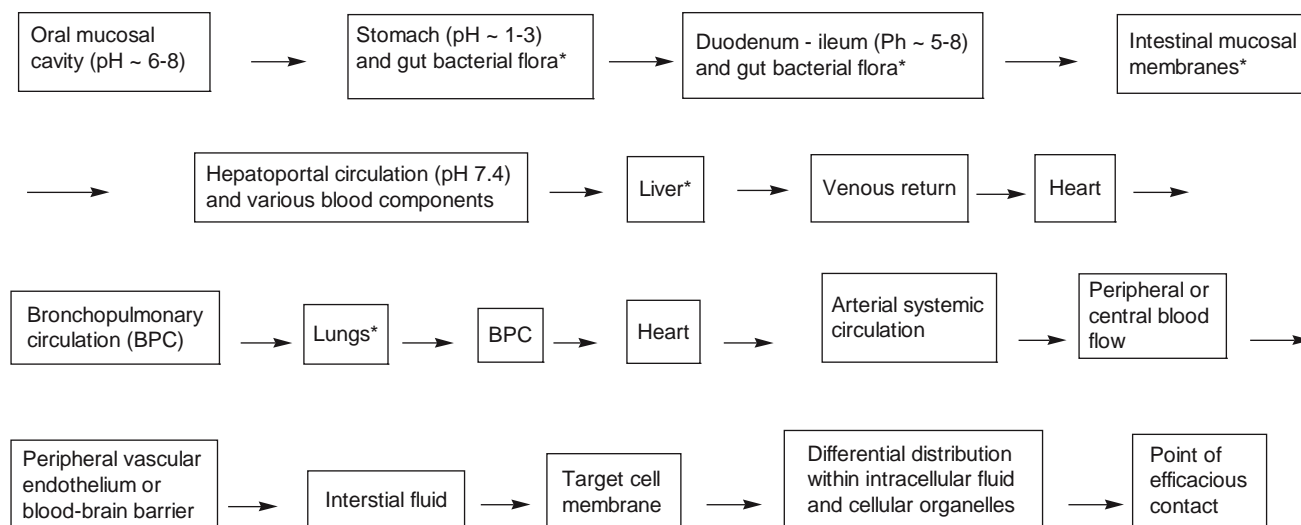 Oral mucosal
cavity (pH ~ 6-8)
Stomach (pH ~ 1-3)
and gut bacterial flora*
Duodenum - ileum (Ph ~ 5-8)
and gut bacterial flora*
Intestinal mucosal
membranes*
Hepatoportal circulation (pH 7.4)
and various blood components
Liver*
Venous return
Heart
Bronchopulmonary
circulation (BPC)
Lungs*
BPC
Heart
Arterial systemic
circulation
Peripheral or
central blood
flow
Peripheral vascular
endothelium or
blood-brain barrier
Interstial fluid
Target cell
membrane
Differential distribution
within intracellular fluid
and cellular organelles
Point of
efficacious
contact